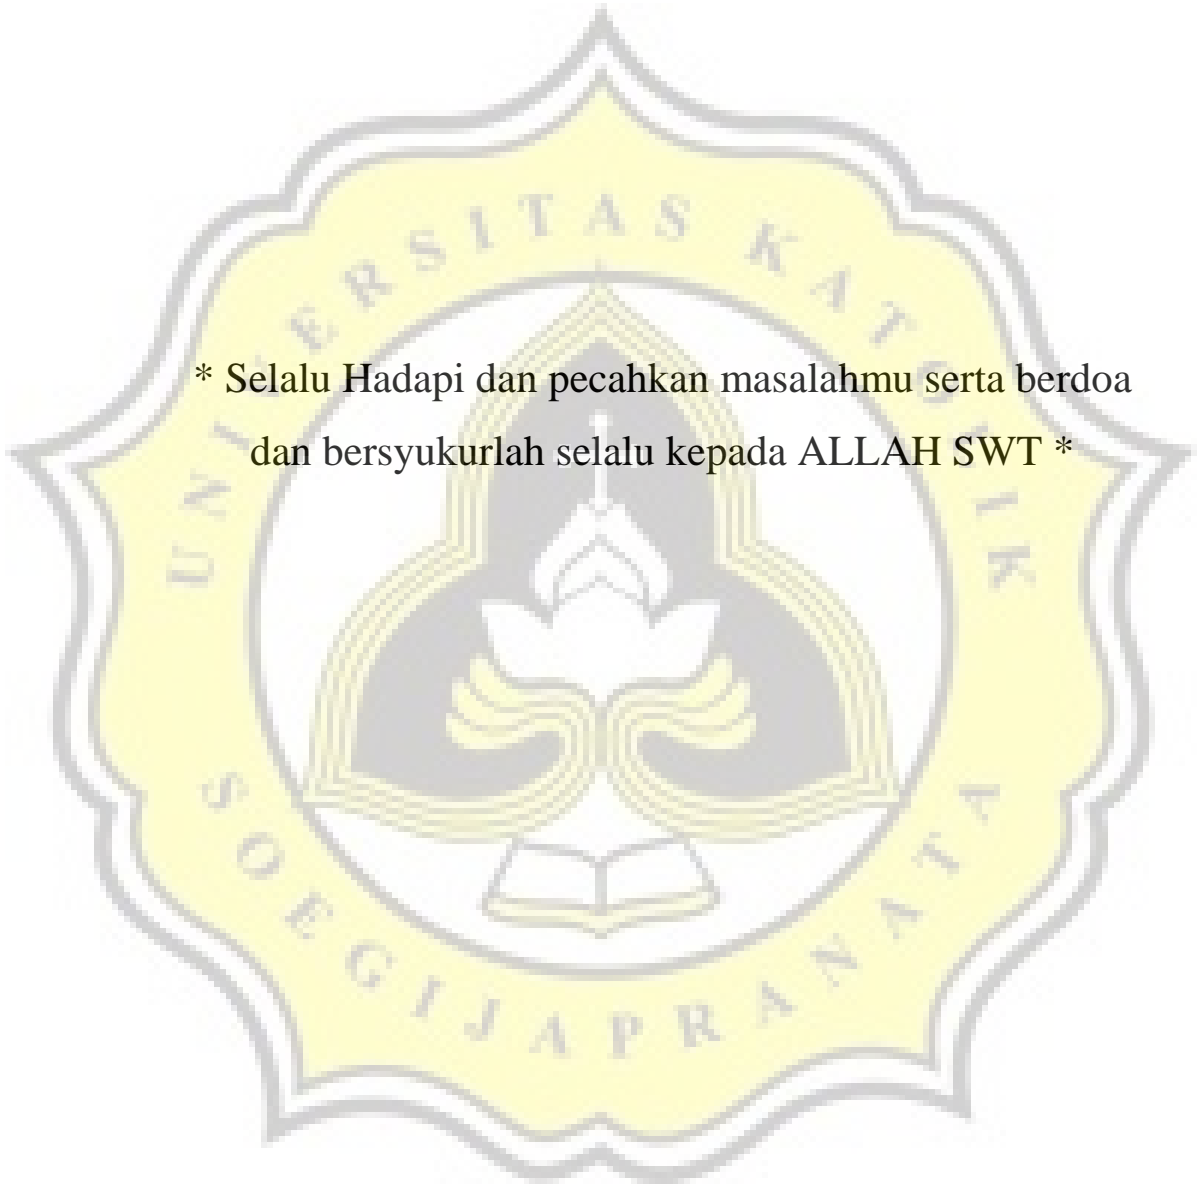 UNIVERSITAS KATOLIK
* Selalu Hadapi dan pecahkan masalahmu serta berdoa
dan bersyukurlah selalu kepada ALLAH SWT *
SOEGIJAPRANATA